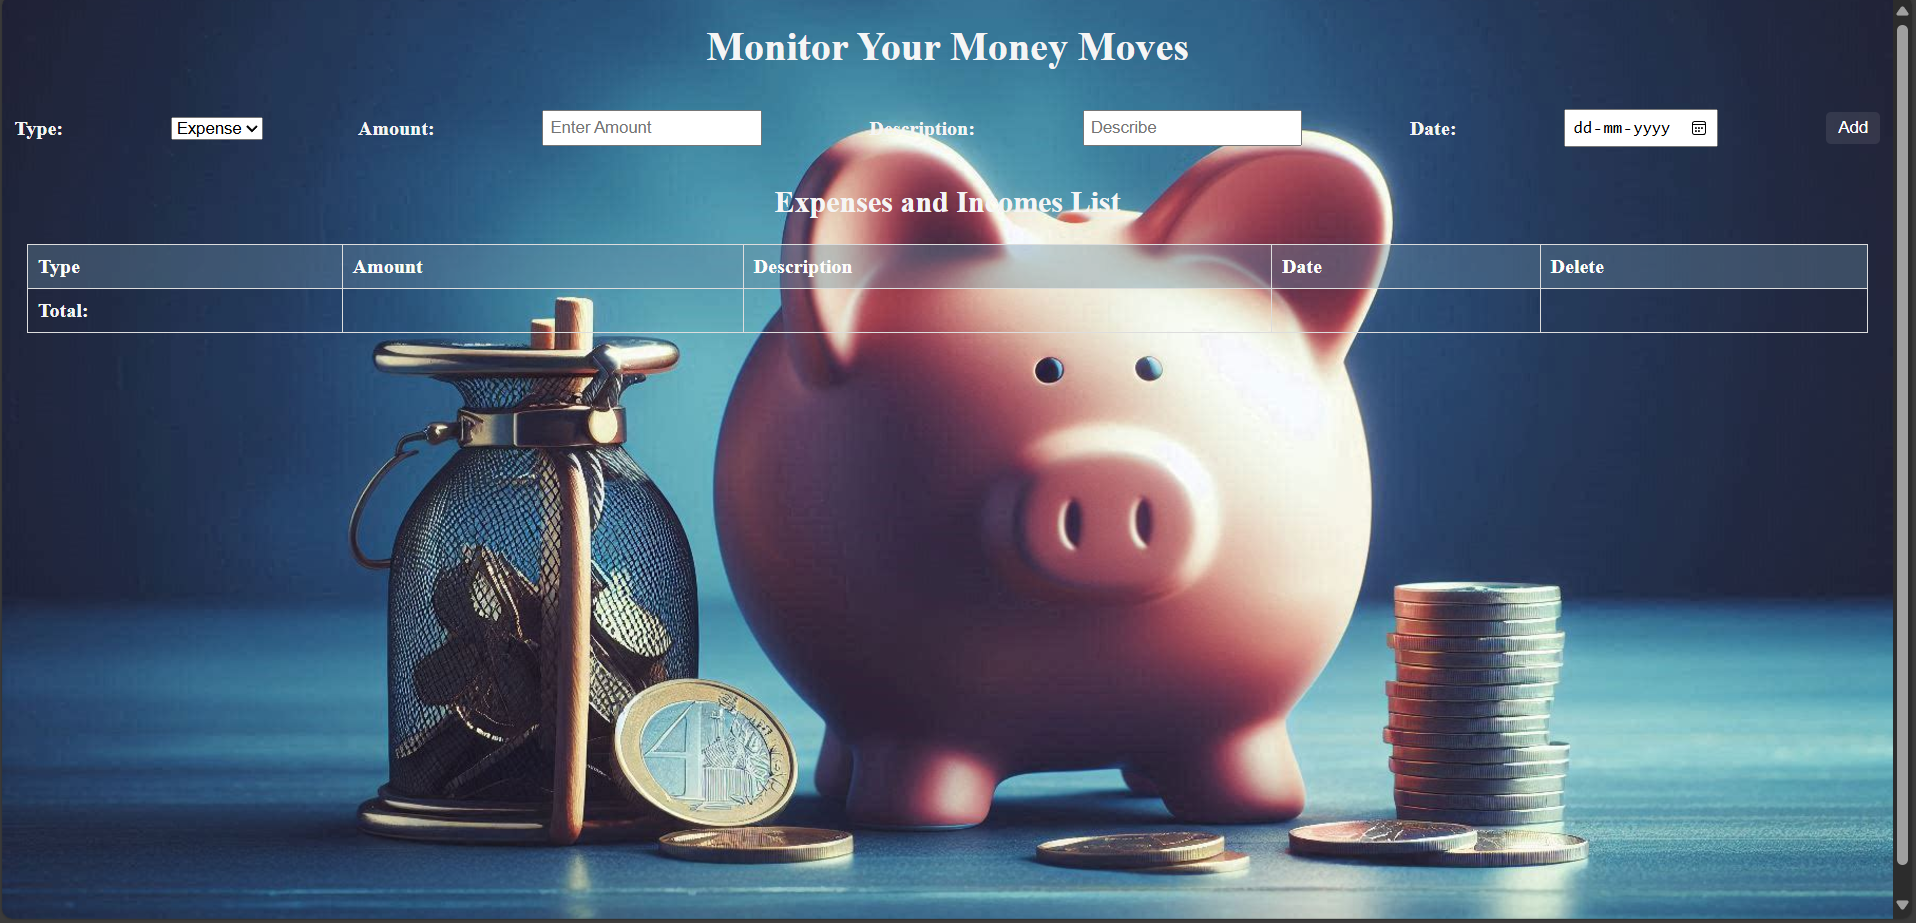 Monitor Your Money Moves
Type: Expense Amount: Enter Amount Description: Describe Date: dd-mm-yyyy Add
Expenses and Incomes List
Type Amount Description Date Delete
Total: